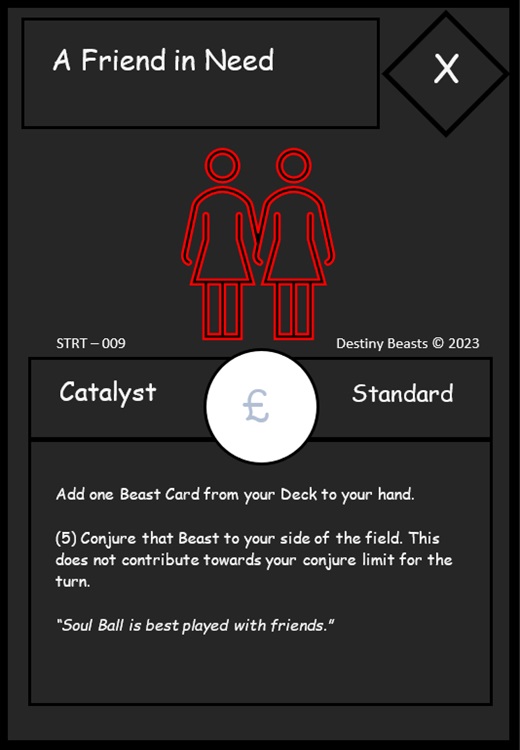 A Friend in Need
X
STRT – 009
Destiny Beasts © 2023
Catalyst
£
Standard
Add one Beast Card from your Deck to your hand.
(5) Conjure that Beast to your side of the field. This
does not contribute towards your conjure limit for the
turn.
“Soul Ball is best played with friends.”